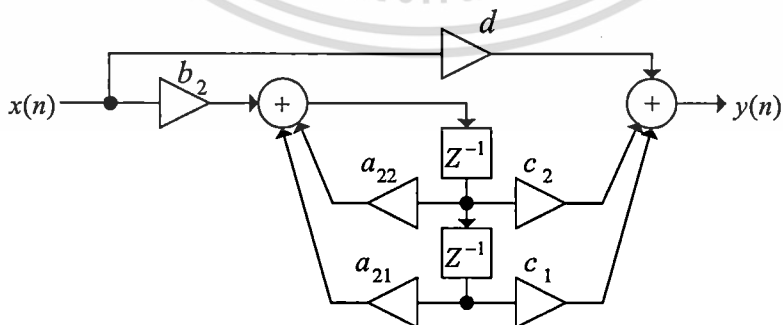 d
b₂
x(n)
+
+
y(n)
Z⁻¹
a₂₂
c₂
Z⁻¹
a₂₁
c₁